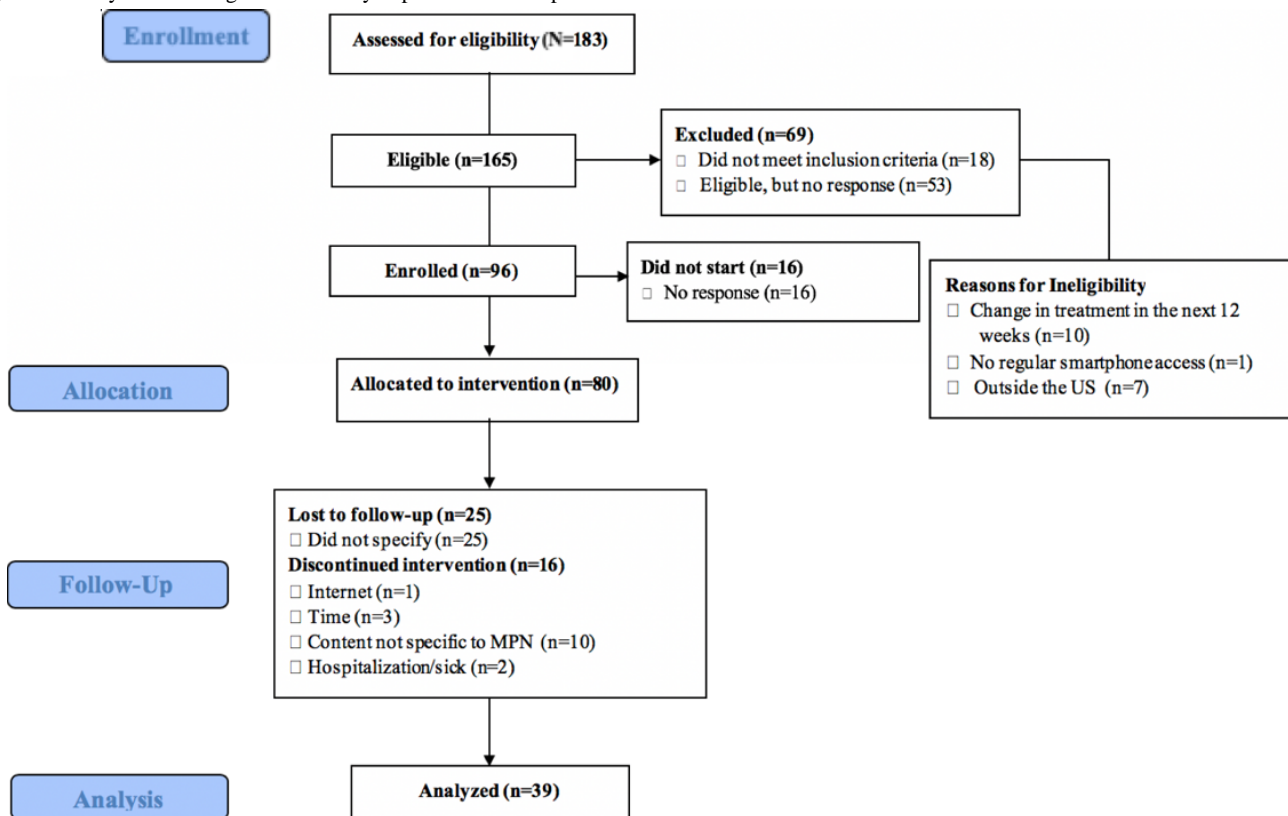 Enrollment
Assessed for eligibility (N=183)
Eligible (n=165)
Excluded (n=69)
□ Did not meet inclusion criteria (n=18)
□ Eligible, but no response (n=53)
Enrolled (n=96)
Did not start (n=16)
□ No response (n=16)
Reasons for Ineligibility
□ Change in treatment in the next 12
weeks (n=10)
□ No regular smartphone access (n=1)
□ Outside the US (n=7)
Allocation
Allocated to intervention (n=80)
Follow-Up
Lost to follow-up (n=25)
□ Did not specify (n=25)
Discontinued intervention (n=16)
□ Internet (n=1)
□ Time (n=3)
□ Content not specific to MPN (n=10)
□ Hospitalization/sick (n=2)
Analysis
Analyzed (n=39)